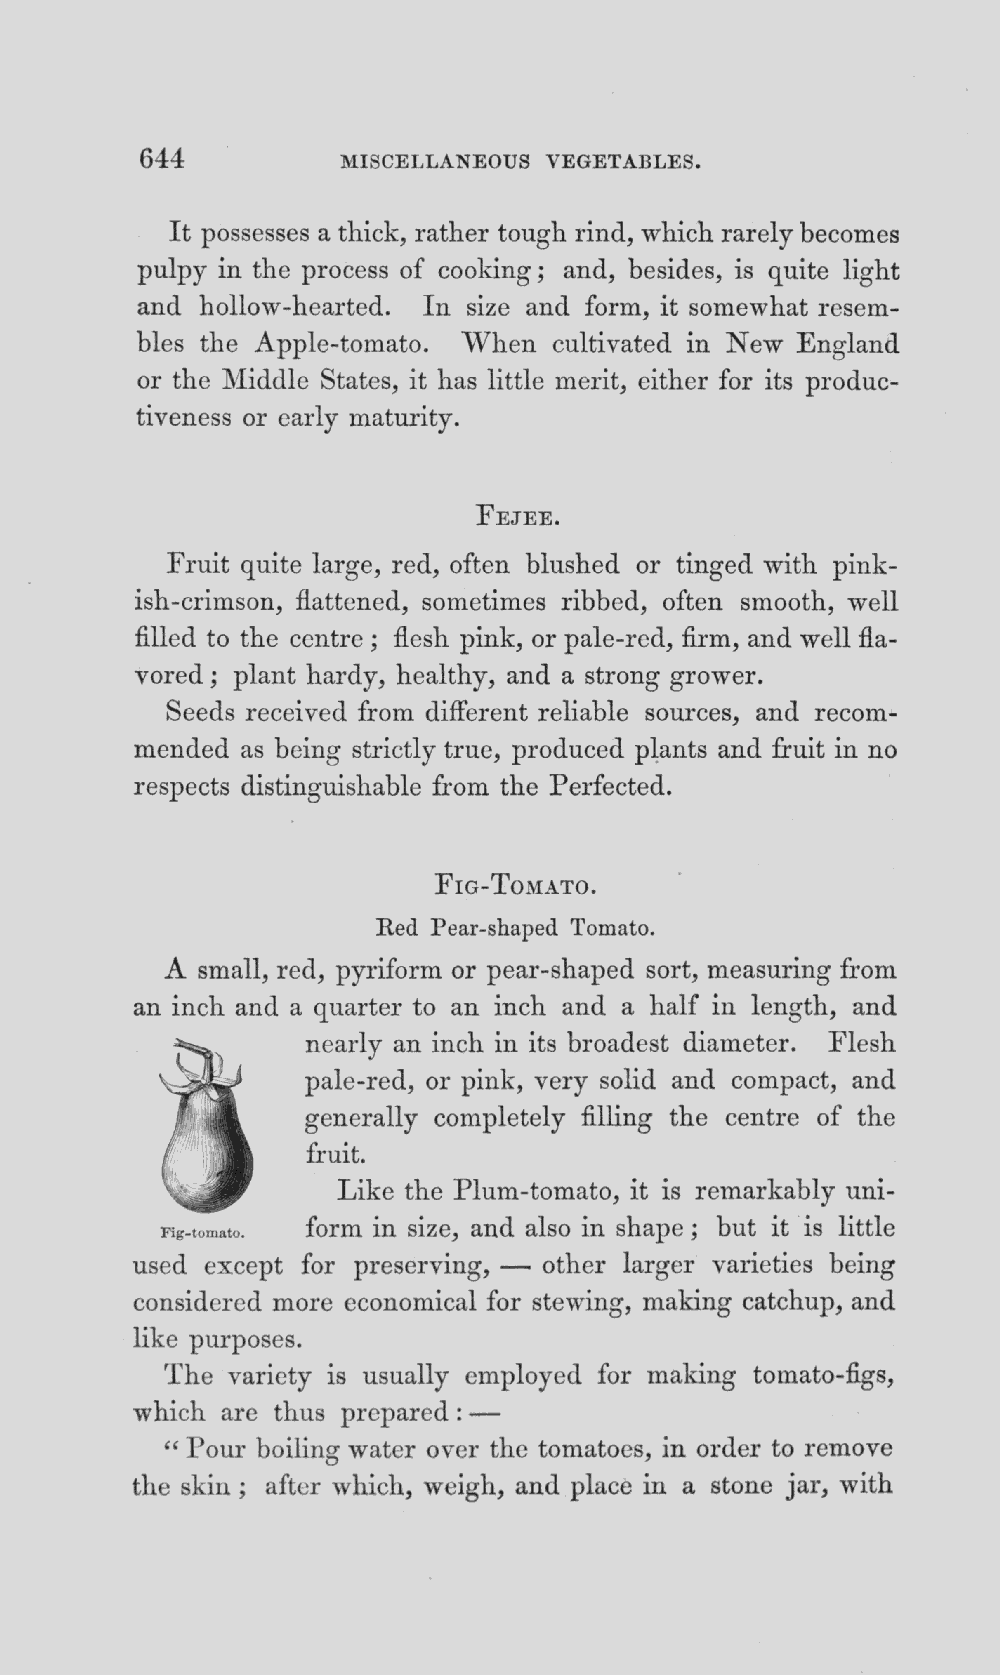 644 MISCELLANEOUS VEGETABLES.
It possesses a thick, rather tough rind, which rarely becomes
pulpy in the process of cooking; and, besides, is quite light
and hollow-hearted. In size and form, it somewhat resem-
bles the Apple-tomato. When cultivated in New England
or the Middle States, it has little merit, either for its produc-
tiveness or early maturity.
FEJEE.
Fruit quite large, red, often blushed or tinged with pink-
ish-crimson, flattened, sometimes ribbed, often smooth, well
filled to the centre; flesh pink, or pale-red, firm, and well fla-
vored; plant hardy, healthy, and a strong grower.
Seeds received from different reliable sources, and recom-
mended as being strictly true, produced plants and fruit in no
respects distinguishable from the Perfected.
FIG-TOMATO.
Red Pear-shaped Tomato.
A small, red, pyriform or pear-shaped sort, measuring from
an inch and a quarter to an inch and a half in length, and
nearly an inch in its broadest diameter. Flesh
pale-red, or pink, very solid and compact, and
generally completely filling the centre of the
fruit.
Like the Plum-tomato, it is remarkably uni-
Fig-tomato.
form in size, and also in shape; but it is little
used except for preserving, — other larger varieties being
considered more economical for stewing, making catchup, and
like purposes.
The variety is usually employed for making tomato-figs,
which are thus prepared: —
“Pour boiling water over the tomatoes, in order to remove
the skin; after which, weigh, and place in a stone jar, with